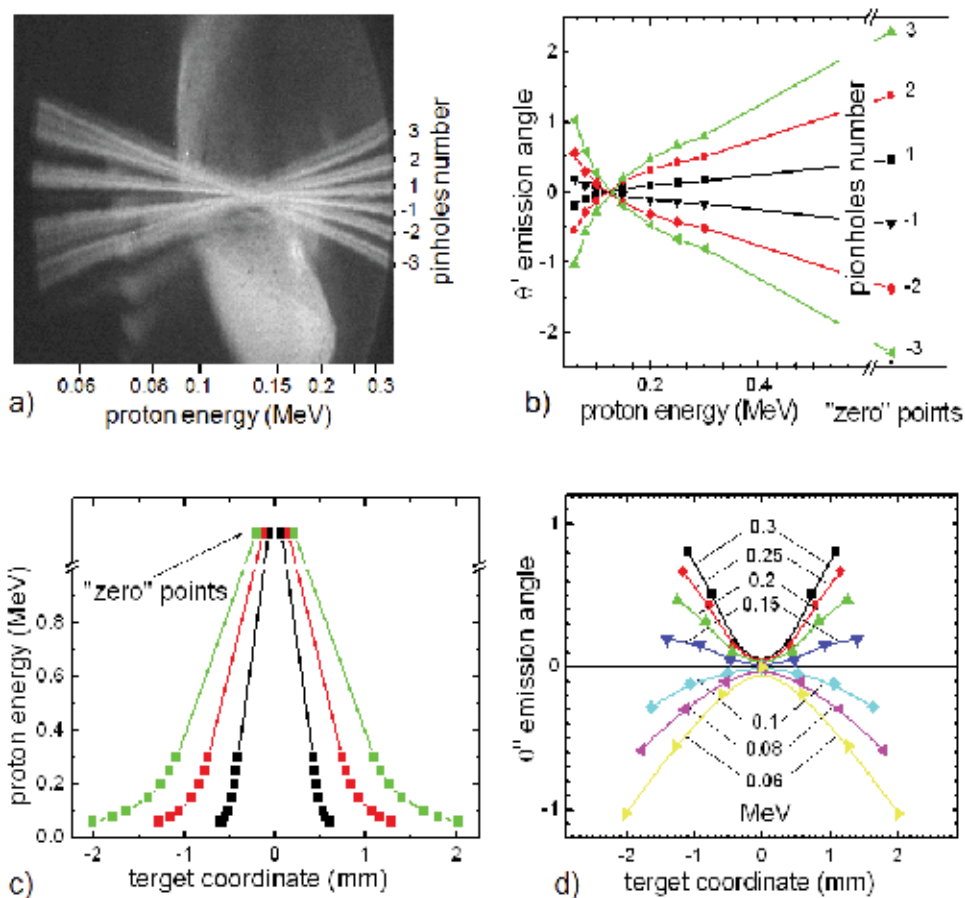 a)
3
2
1
-1
-2
-3
pinholes number
0.06 0.08 0.1 0.15 0.2 0.3
proton energy (MeV)
b)
2
1
0
-1
-2
θ' emission angle
3
2
1
-1
-2
-3
pionholes number
0.2 0.4
proton energy (MeV) "zero" points
c)
"zero" points
0.8
0.6
0.4
0.2
0.0
proton energy (MeV)
-2 -1 0 1 2
terget coordinate (mm)
d)
1
0
-1
θ" emission angle
0.3
0.25
0.2
0.15
0.1
0.08
0.06
MeV
-2 -1 0 1 2
terget coordinate (mm)